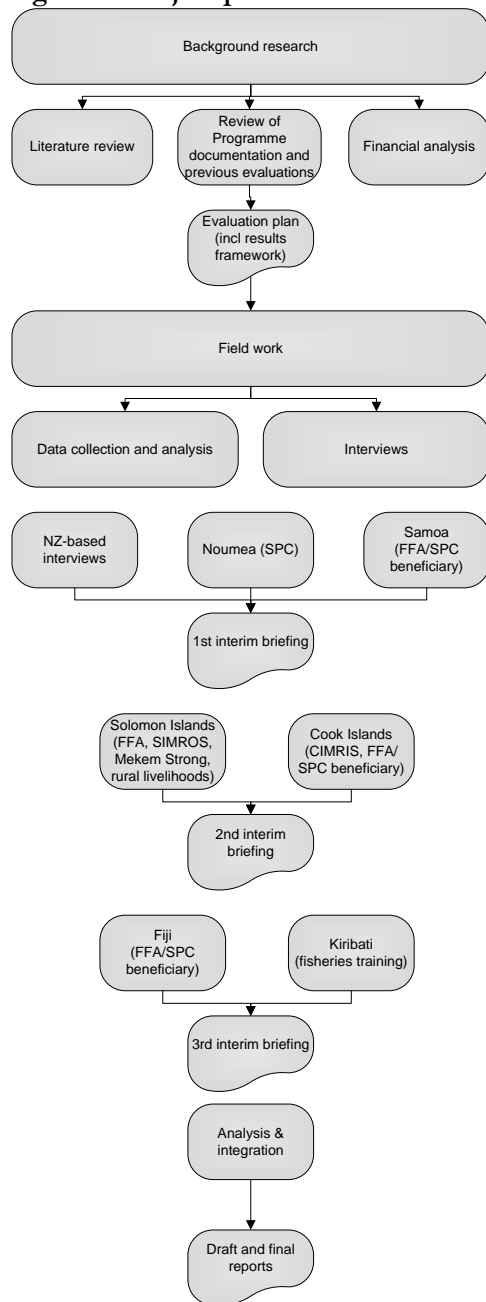 Background research
Literature review
Review of
Programme
documentation and
previous evaluations
Financial analysis
Evaluation plan
(incl results
framework)
Field work
Data collection and analysis
Interviews
NZ-based
interviews
Noumea (SPC)
Samoa
(FFA/SPC
beneficiary)
1st interim briefing
Solomon Islands
(FFA, SIMROS,
Mekem Strong,
rural livelihoods)
Cook Islands
(CIMRIS, FFA/
SPC beneficiary)
2nd interim
briefing
Fiji
(FFA/SPC
beneficiary)
Kiribati
(fisheries training)
3rd interim briefing
Analysis &
integration
Draft and final
reports